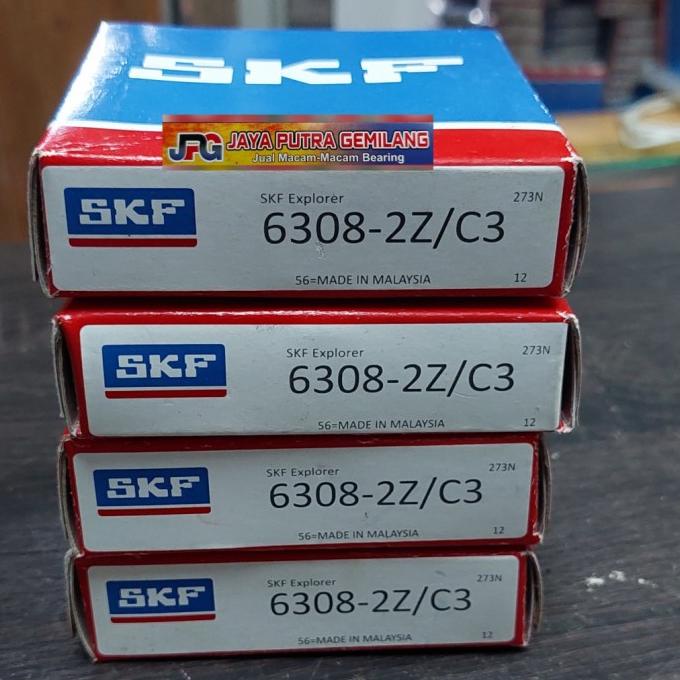 SKF
JPG JAYA PUTRA GEMILANG
Jual Macam-Macam Bearing
SKF
SKF Explorer
273N
6308-2Z/C3
56=MADE IN MALAYSIA
12
SKF
SKF Explorer
273N
6308-2Z/C3
56=MADE IN MALAYSIA
12
SKF
SKF Explorer
273N
6308-2Z/C3
56=MADE IN MALAYSIA
12
SKF
SKF Explorer
273N
6308-2Z/C3
56=MADE IN MALAYSIA
12